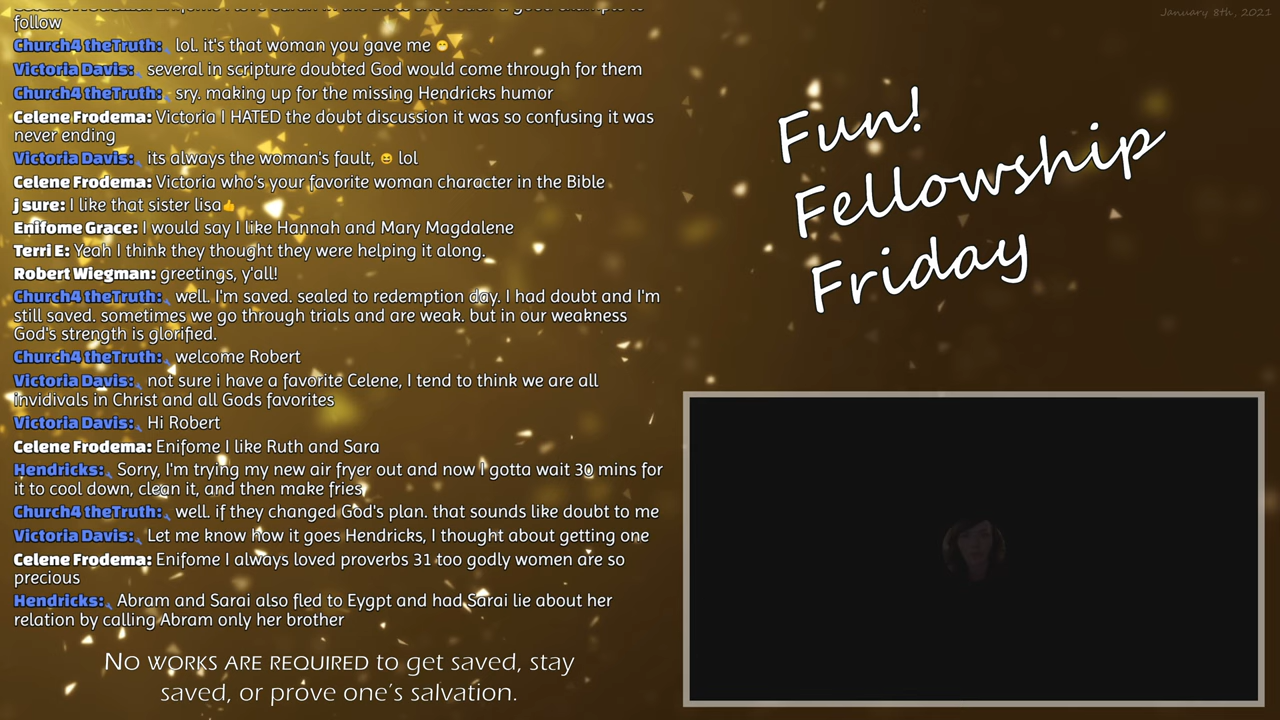 follow
Church4 theTruth: lol. it's that woman you gave me 😁
Victoria Davis: several in scripture doubted God would come through for them
Church4 theTruth: sry. making up for the missing Hendricks humor
Celene Frodema: Victoria I HATED the doubt discussion it was so confusing it was
never ending
Victoria Davis: its always the woman's fault, 😆 lol
Celene Frodema: Victoria who's your favorite woman character in the Bible
j sure: I like that sister lisa👍
Enifome Grace: I would say I like Hannah and Mary Magdalene
Terri E: Yeah I think they thought they were helping it along.
Robert Wiegman: greetings, y'all!
Church4 theTruth: well. I'm saved. sealed to redemption day. I had doubt and I'm
still saved. sometimes we go through trials and are weak. but in our weakness
God's strength is glorified.
Church4 theTruth: welcome Robert
Victoria Davis: not sure i have a favorite Celene, I tend to think we are all
invidivals in Christ and all Gods favorites
Victoria Davis: Hi Robert
Celene Frodema: Enifome I like Ruth and Sara
Hendricks: Sorry, I'm trying my new air fryer out and now I gotta wait 30 mins for
it to cool down, clean it, and then make fries
Church4 theTruth: well. if they changed God's plan. that sounds like doubt to me
Victoria Davis: Let me know how it goes Hendricks, I thought about getting one
Celene Frodema: Enifome I always loved proverbs 31 too godly women are so
precious
Hendricks: Abram and Sarai also fled to Eygpt and had Sarai lie about her
relation by calling Abram only her brother
No works are required to get saved, stay
saved, or prove one's salvation.
January 8th, 2021
Fun!
Fellowship
Friday